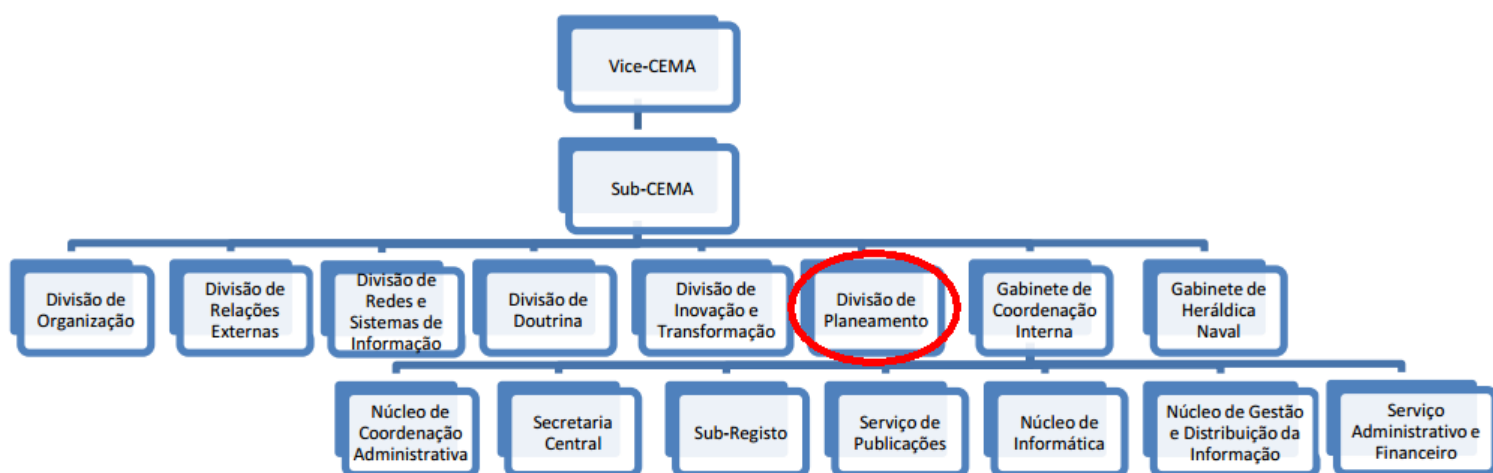 Vice-CEMA
Sub-CEMA
Divisão de
Organização
Divisão de
Relações
Externas
Divisão de
Redes e
Sistemas de
Informação
Divisão de
Doutrina
Divisão de
Inovação e
Transformação
Divisão de
Planeamento
Gabinete de
Coordenação
Interna
Gabinete de
Heráldica
Naval
Núcleo de
Coordenação
Administrativa
Secretaria
Central
Sub-Registo
Serviço de
Publicações
Núcleo de
Informática
Núcleo de Gestão
e Distribuição da
Informação
Serviço
Administrativo e
Financeiro